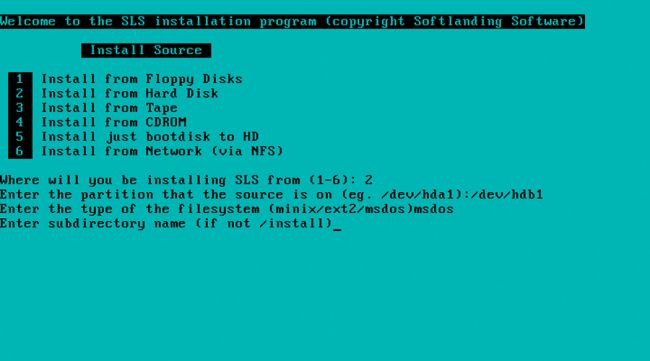 Welcome to the SLS installation program (copyright Softlanding Software)
Install Source
1 Install from Floppy Disks
2 Install from Hard Disk
3 Install from Tape
4 Install from CDROM
5 Install just bootdisk to HD
6 Install from Network (via NFS)
Where will you be installing SLS from (1-6): 2
Enter the partition that the source is on (eg. /dev/hda1):/dev/hdb1
Enter the type of the filesystem (minix/ext2/msdos)msdos
Enter subdirectory name (if not /install)_